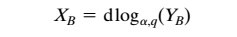 X_B = dlog_{α,q}(Y_B)